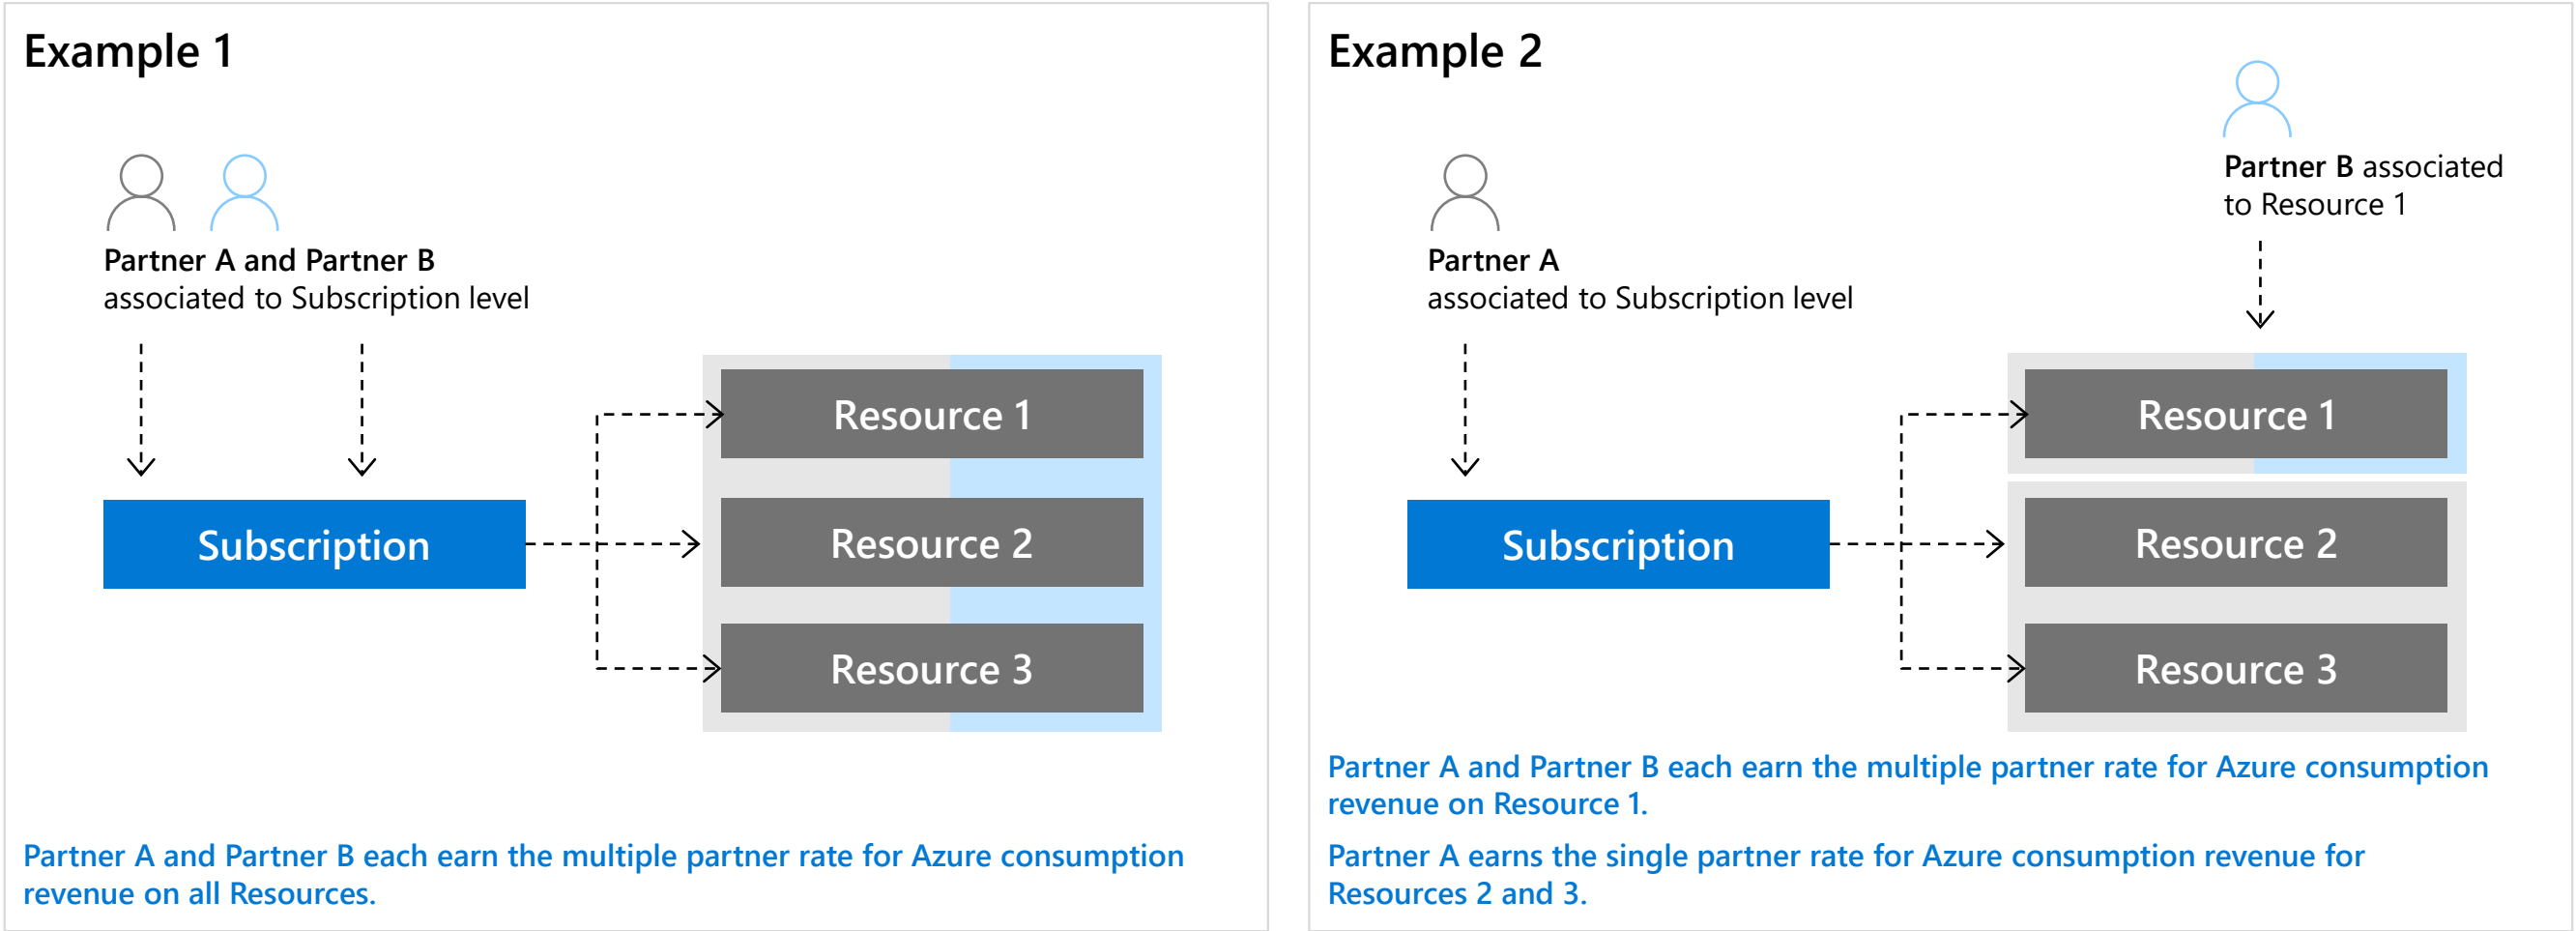 Example 1
Partner A and Partner B
associated to Subscription level
Subscription
Resource 1
Resource 2
Resource 3
Partner A and Partner B each earn the multiple partner rate for Azure consumption
revenue on all Resources.
Example 2
Partner A
associated to Subscription level
Partner B associated
to Resource 1
Subscription
Resource 1
Resource 2
Resource 3
Partner A and Partner B each earn the multiple partner rate for Azure consumption
revenue on Resource 1.
Partner A earns the single partner rate for Azure consumption revenue for
Resources 2 and 3.